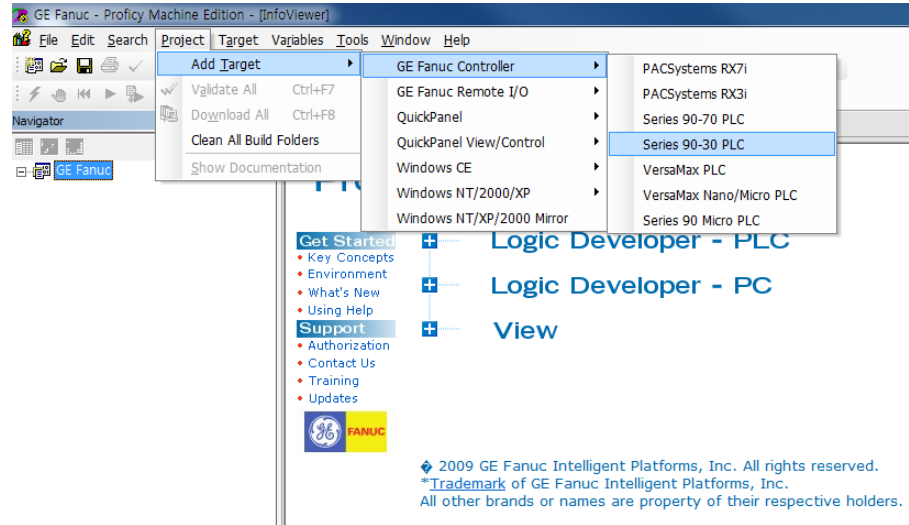 GE Fanuc - Proficy Machine Edition - [InfoViewer]
File Edit Search Project Target Variables Tools Window Help
Add Target
Validate All Ctrl+F7
Download All Ctrl+F8
Clean All Build Folders
Show Documentation
GE Fanuc Controller
GE Fanuc Remote I/O
QuickPanel
QuickPanel View/Control
Windows CE
Windows NT/2000/XP
Windows NT/XP/2000 Mirror
PACSystems RX7i
PACSystems RX3i
Series 90-70 PLC
Series 90-30 PLC
VersaMax PLC
VersaMax Nano/Micro PLC
Series 90 Micro PLC
Navigator
GE Fanuc
Get Started
• Key Concepts
• Environment
• What's New
• Using Help
Support
• Authorization
• Contact Us
• Training
• Updates
GE FANUC
Logic Developer - PLC
Logic Developer - PC
View
� 2009 GE Fanuc Intelligent Platforms, Inc. All rights reserved.
*Trademark of GE Fanuc Intelligent Platforms, Inc.
All other brands or names are property of their respective holders.